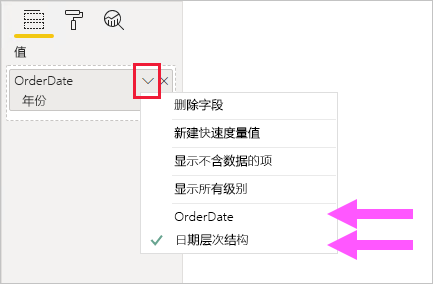 值
OrderDate
年份
删除字段
新建快速度量值
显示不含数据的项
显示所有级别
OrderDate
日期层次结构